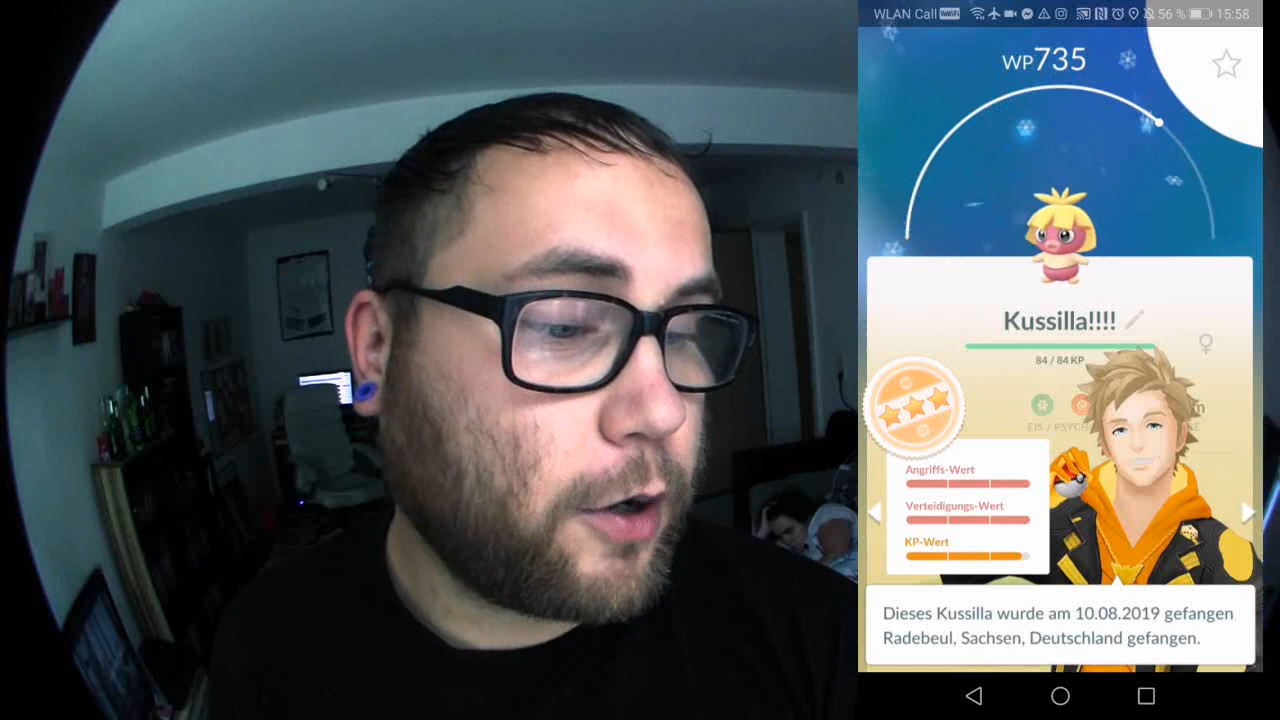 WLAN Call VoWiFi 56 % 15:58
WP735
Kussilla!!!!
84 / 84 KP
EIS / PSYCH
Angriffs-Wert
Verteidigungs-Wert
KP-Wert
Dieses Kussilla wurde am 10.08.2019 gefangen
Radebeul, Sachsen, Deutschland gefangen.